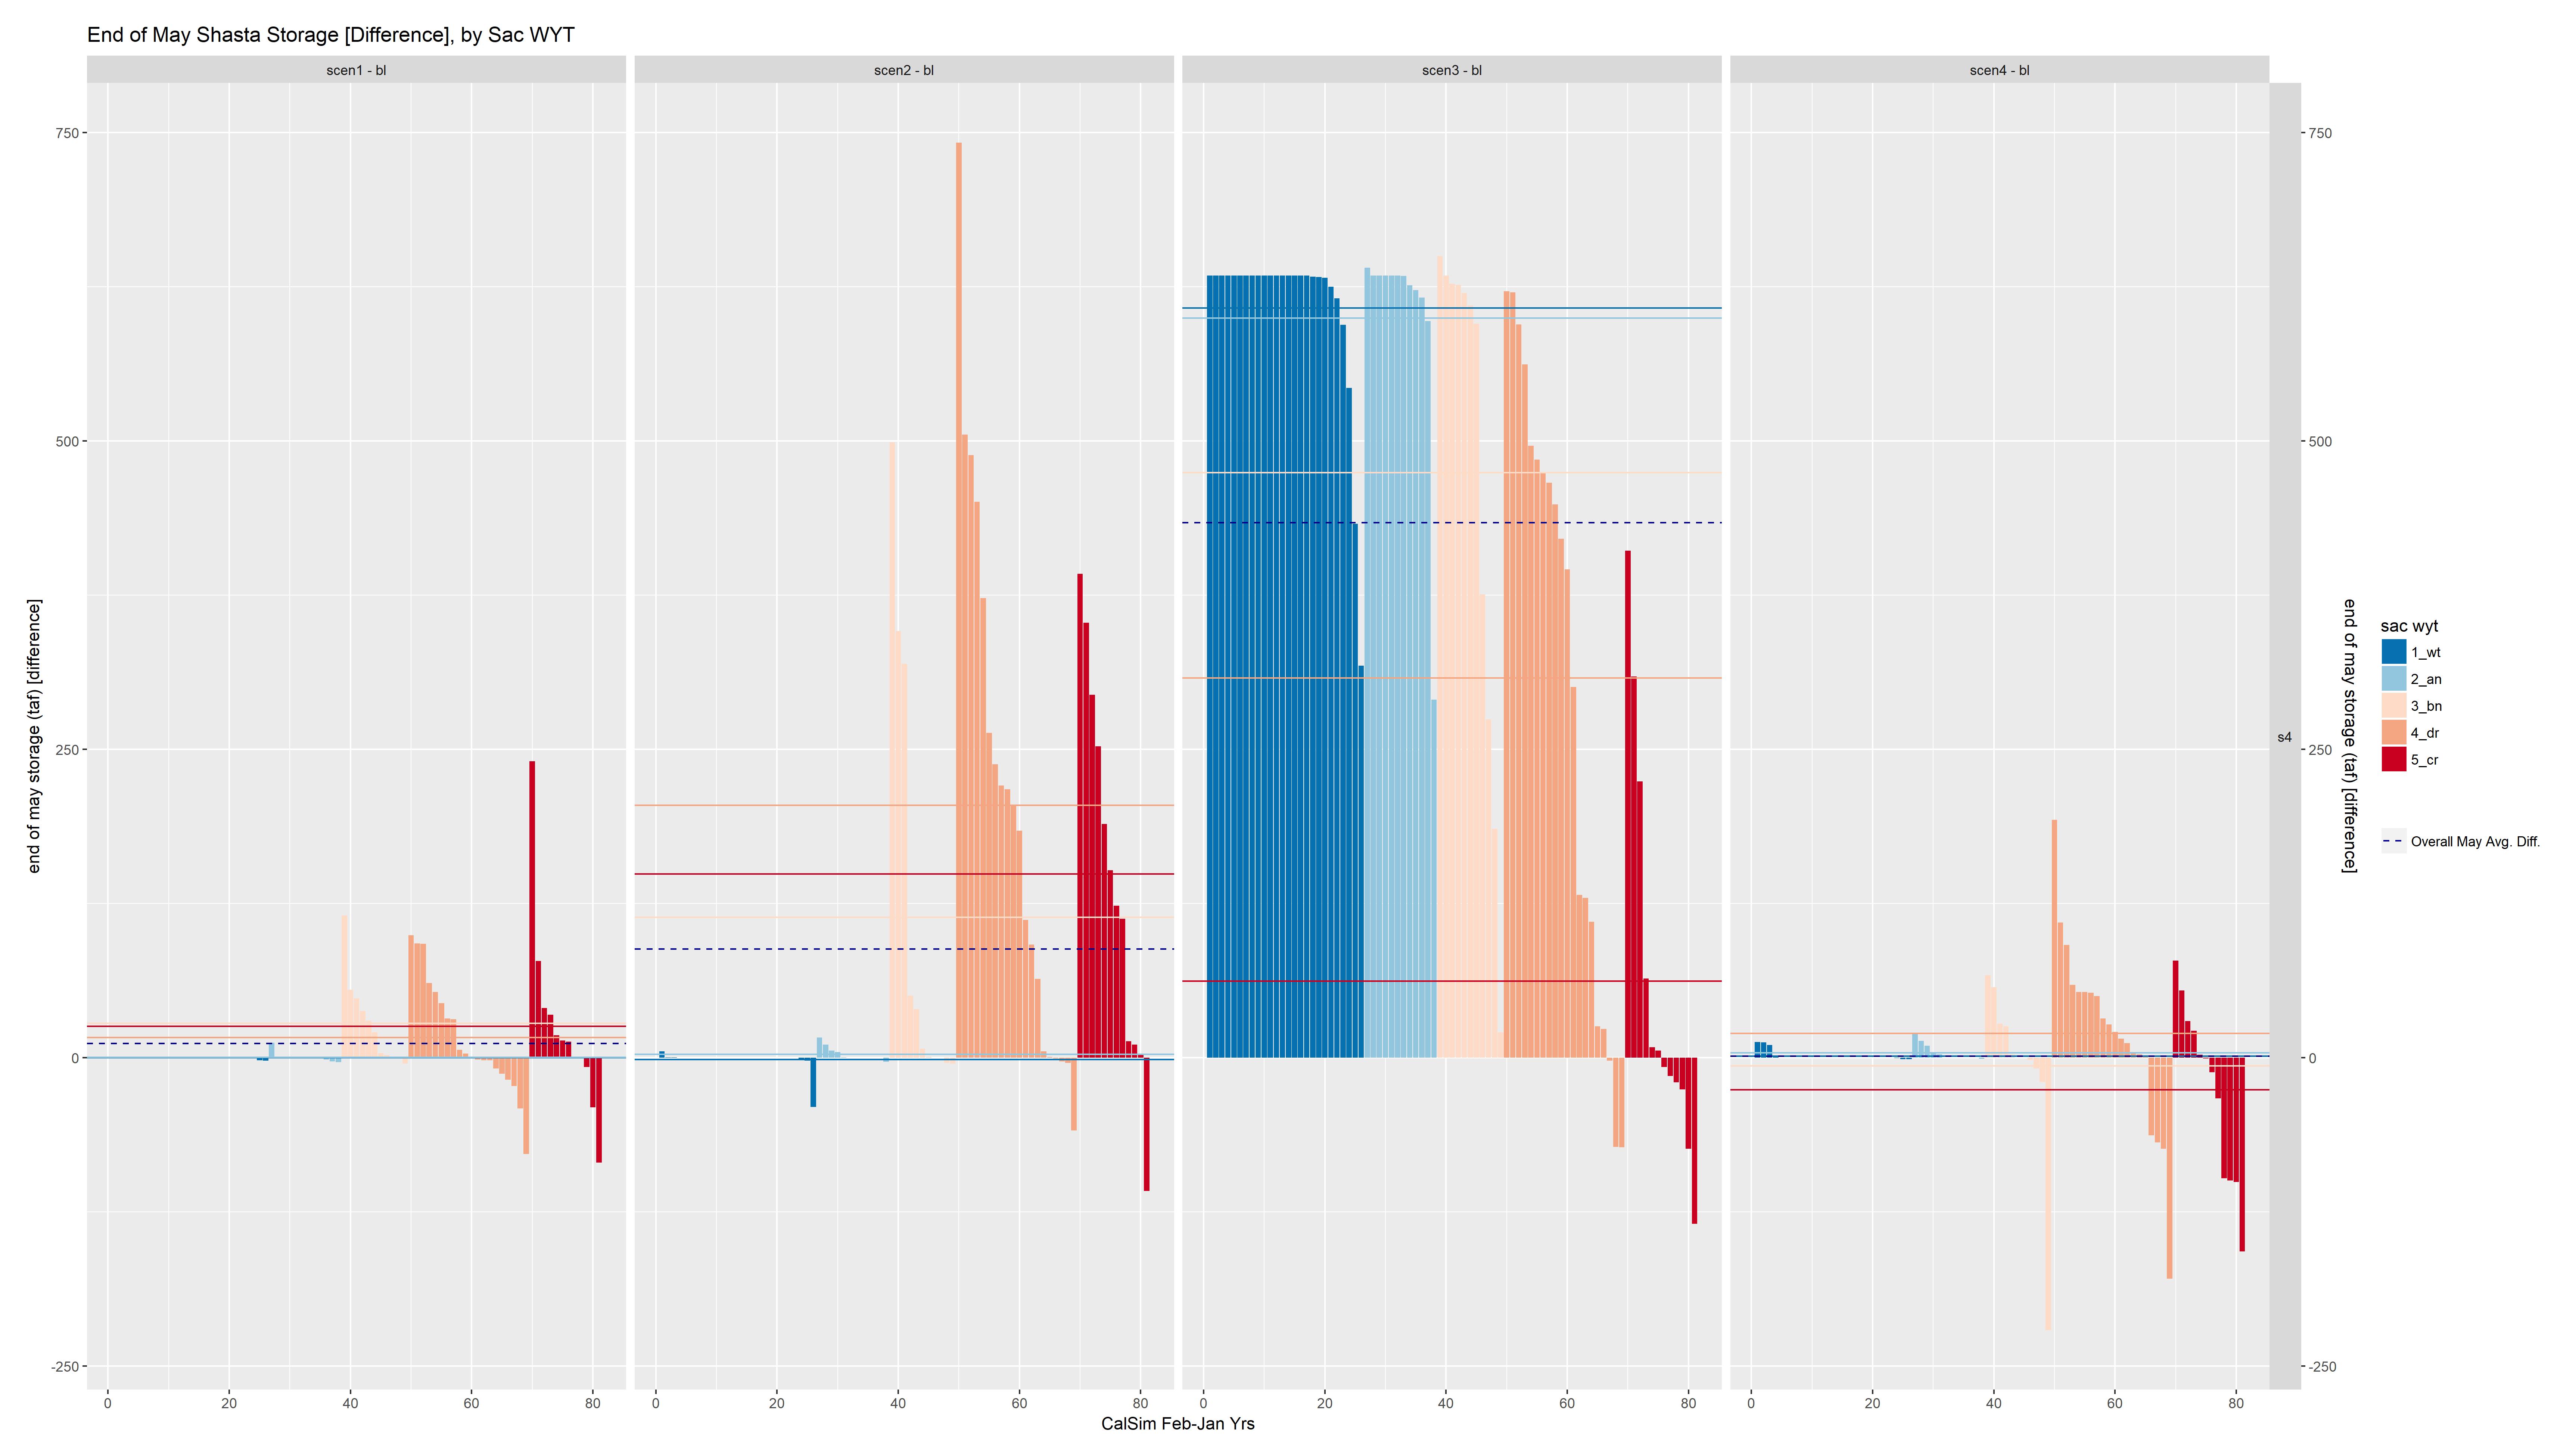 End of May Shasta Storage [Difference], by Sac WYT
scen1 - bl
scen2 - bl
scen3 - bl
scen4 - bl
750
500
250
0
-250
end of may storage (taf) [difference]
0 20 40 60 80
0 20 40 60 80
0 20 40 60 80
0 20 40 60 80
CalSim Feb-Jan Yrs
s4
750
500
250
0
-250
end of may storage (taf) [difference]
sac wyt
1_wt
2_an
3_bn
4_dr
5_cr
Overall May Avg. Diff.